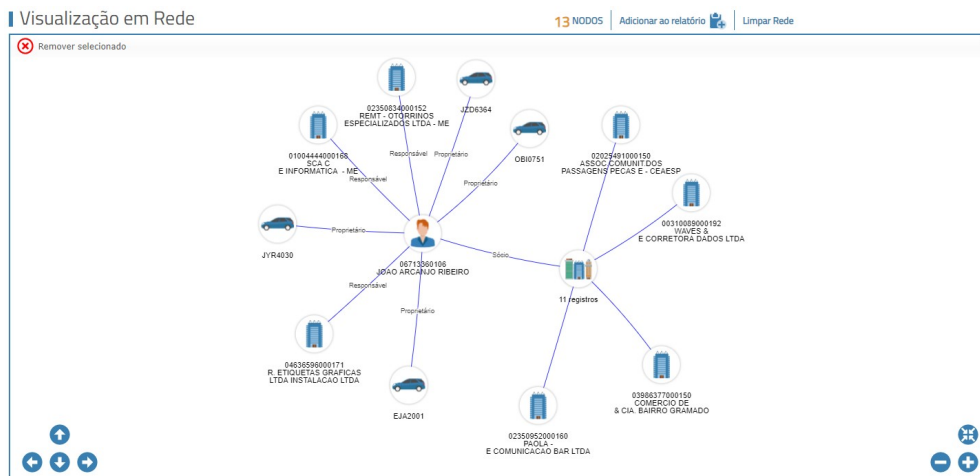 Visualização em Rede
13 NODOS
Adicionar ao relatório
Limpar Rede
Remover selecionado
02350834000152
REMT - OTORRINOS
ESPECIALIZADOS LTDA - ME
JZD6364
01004444000168
SCA C
E INFORMATICA - ME
OBI0751
02025491000150
ASSOC.COMUNIT.DOS
PASSAGENS PECAS E - CEAESP
Responsável
Proprietário
Responsável
Proprietário
00310089000192
WAVES &
E CORRETORA DADOS LTDA
JYR4030
Proprietário
06713360106
JOAO ARCANJO RIBEIRO
Sócio
11 registros
Responsável
Proprietário
04636596000171
R. ETIQUETAS GRAFICAS
LTDA INSTALACAO LTDA
EJA2001
03986377000150
COMERCIO DE
& CIA. BAIRRO GRAMADO
02350952000160
PAOLA -
E COMUNICACAO BAR LTDA